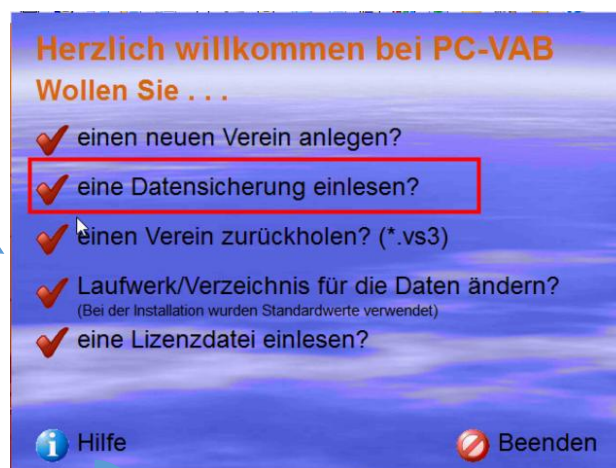 Herzlich willkommen bei PC-VAB
Wollen Sie . . .
einen neuen Verein anlegen?
eine Datensicherung einlesen?
einen Verein zurückholen? (*.vs3)
Laufwerk/Verzeichnis für die Daten ändern?
(Bei der Installation wurden Standardwerte verwendet)
eine Lizenzdatei einlesen?
Hilfe
Beenden